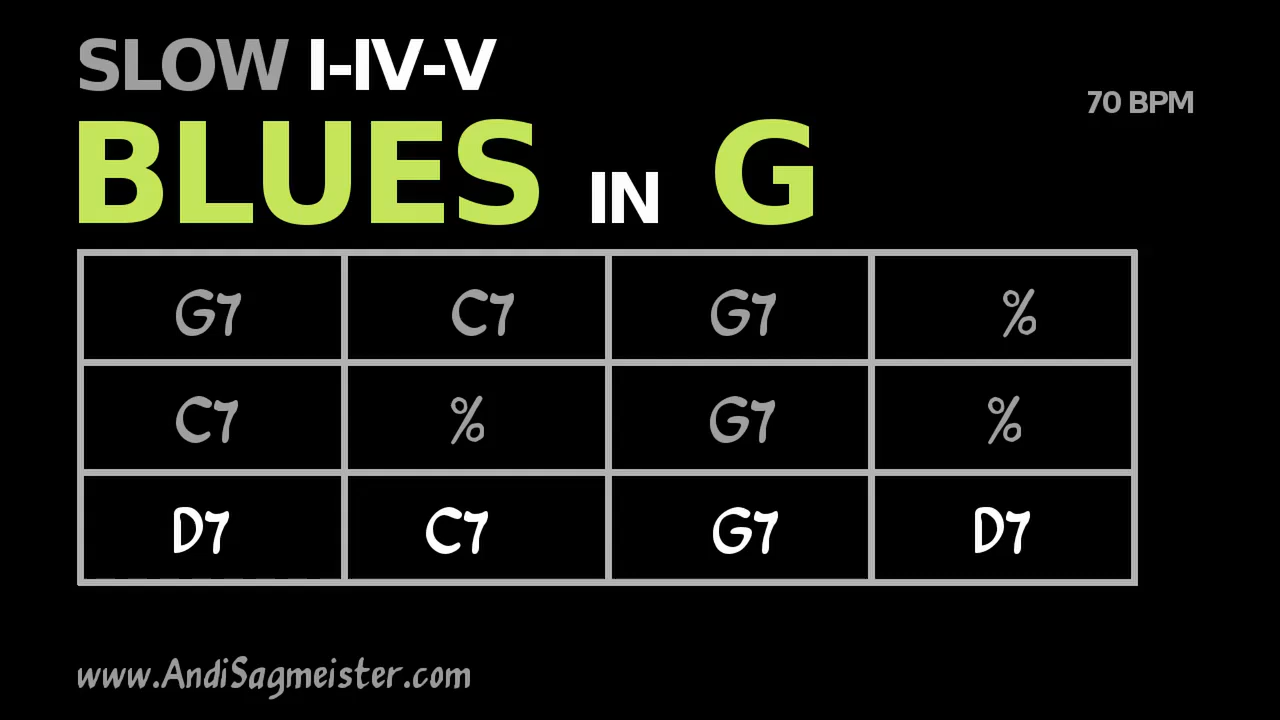 SLOW I-IV-V
70 BPM
BLUES IN G
G7 C7 G7 %
C7 % G7 %
D7 C7 G7 D7
www.AndiSagmeister.com